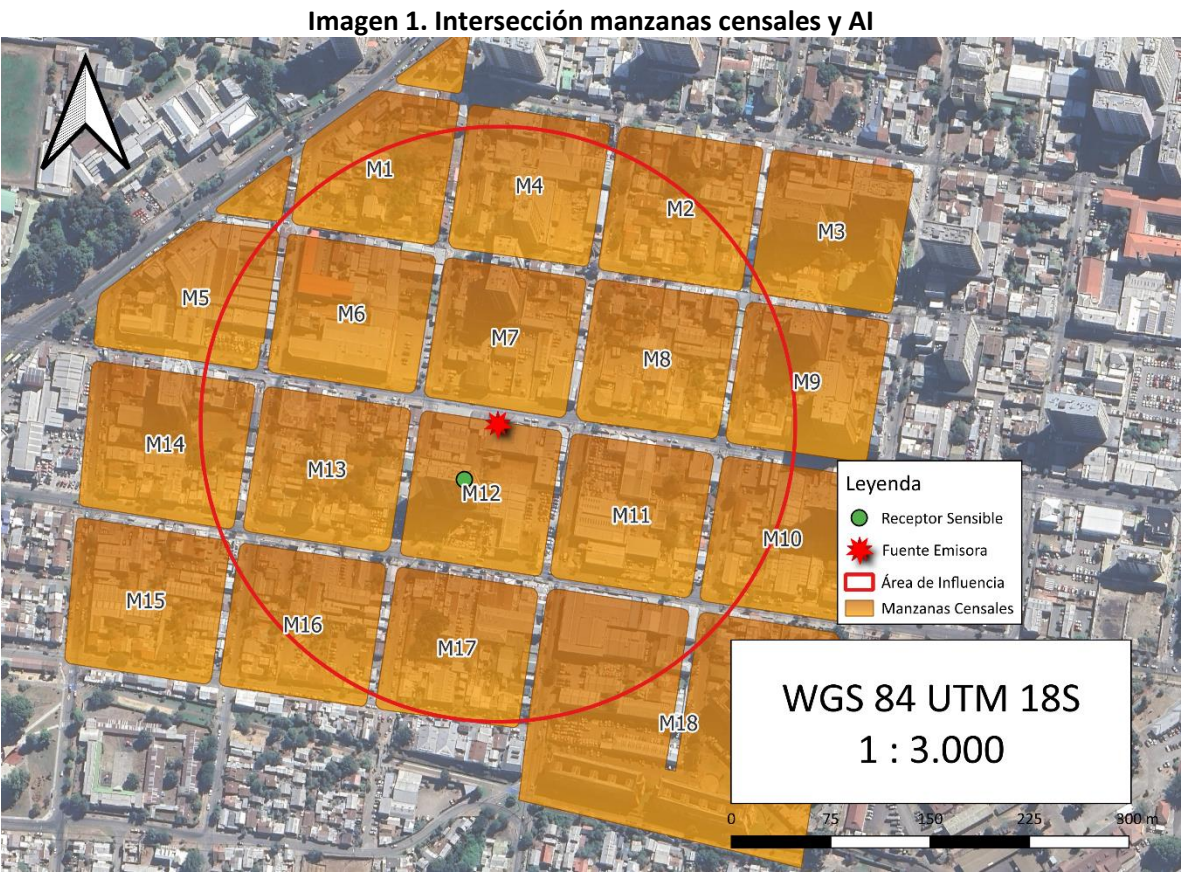 Imagen 1. Intersección manzanas censales y AI
M1
M4
M2
M3
M5
M6
M7
M8
M9
M14
M13
M12
M11
M10
M15
M16
M17
M18
Leyenda
Receptor Sensible
Fuente Emisora
Área de Influencia
Manzanas Censales
WGS 84 UTM 18S
1 : 3.000
0 75 150 225 300 m